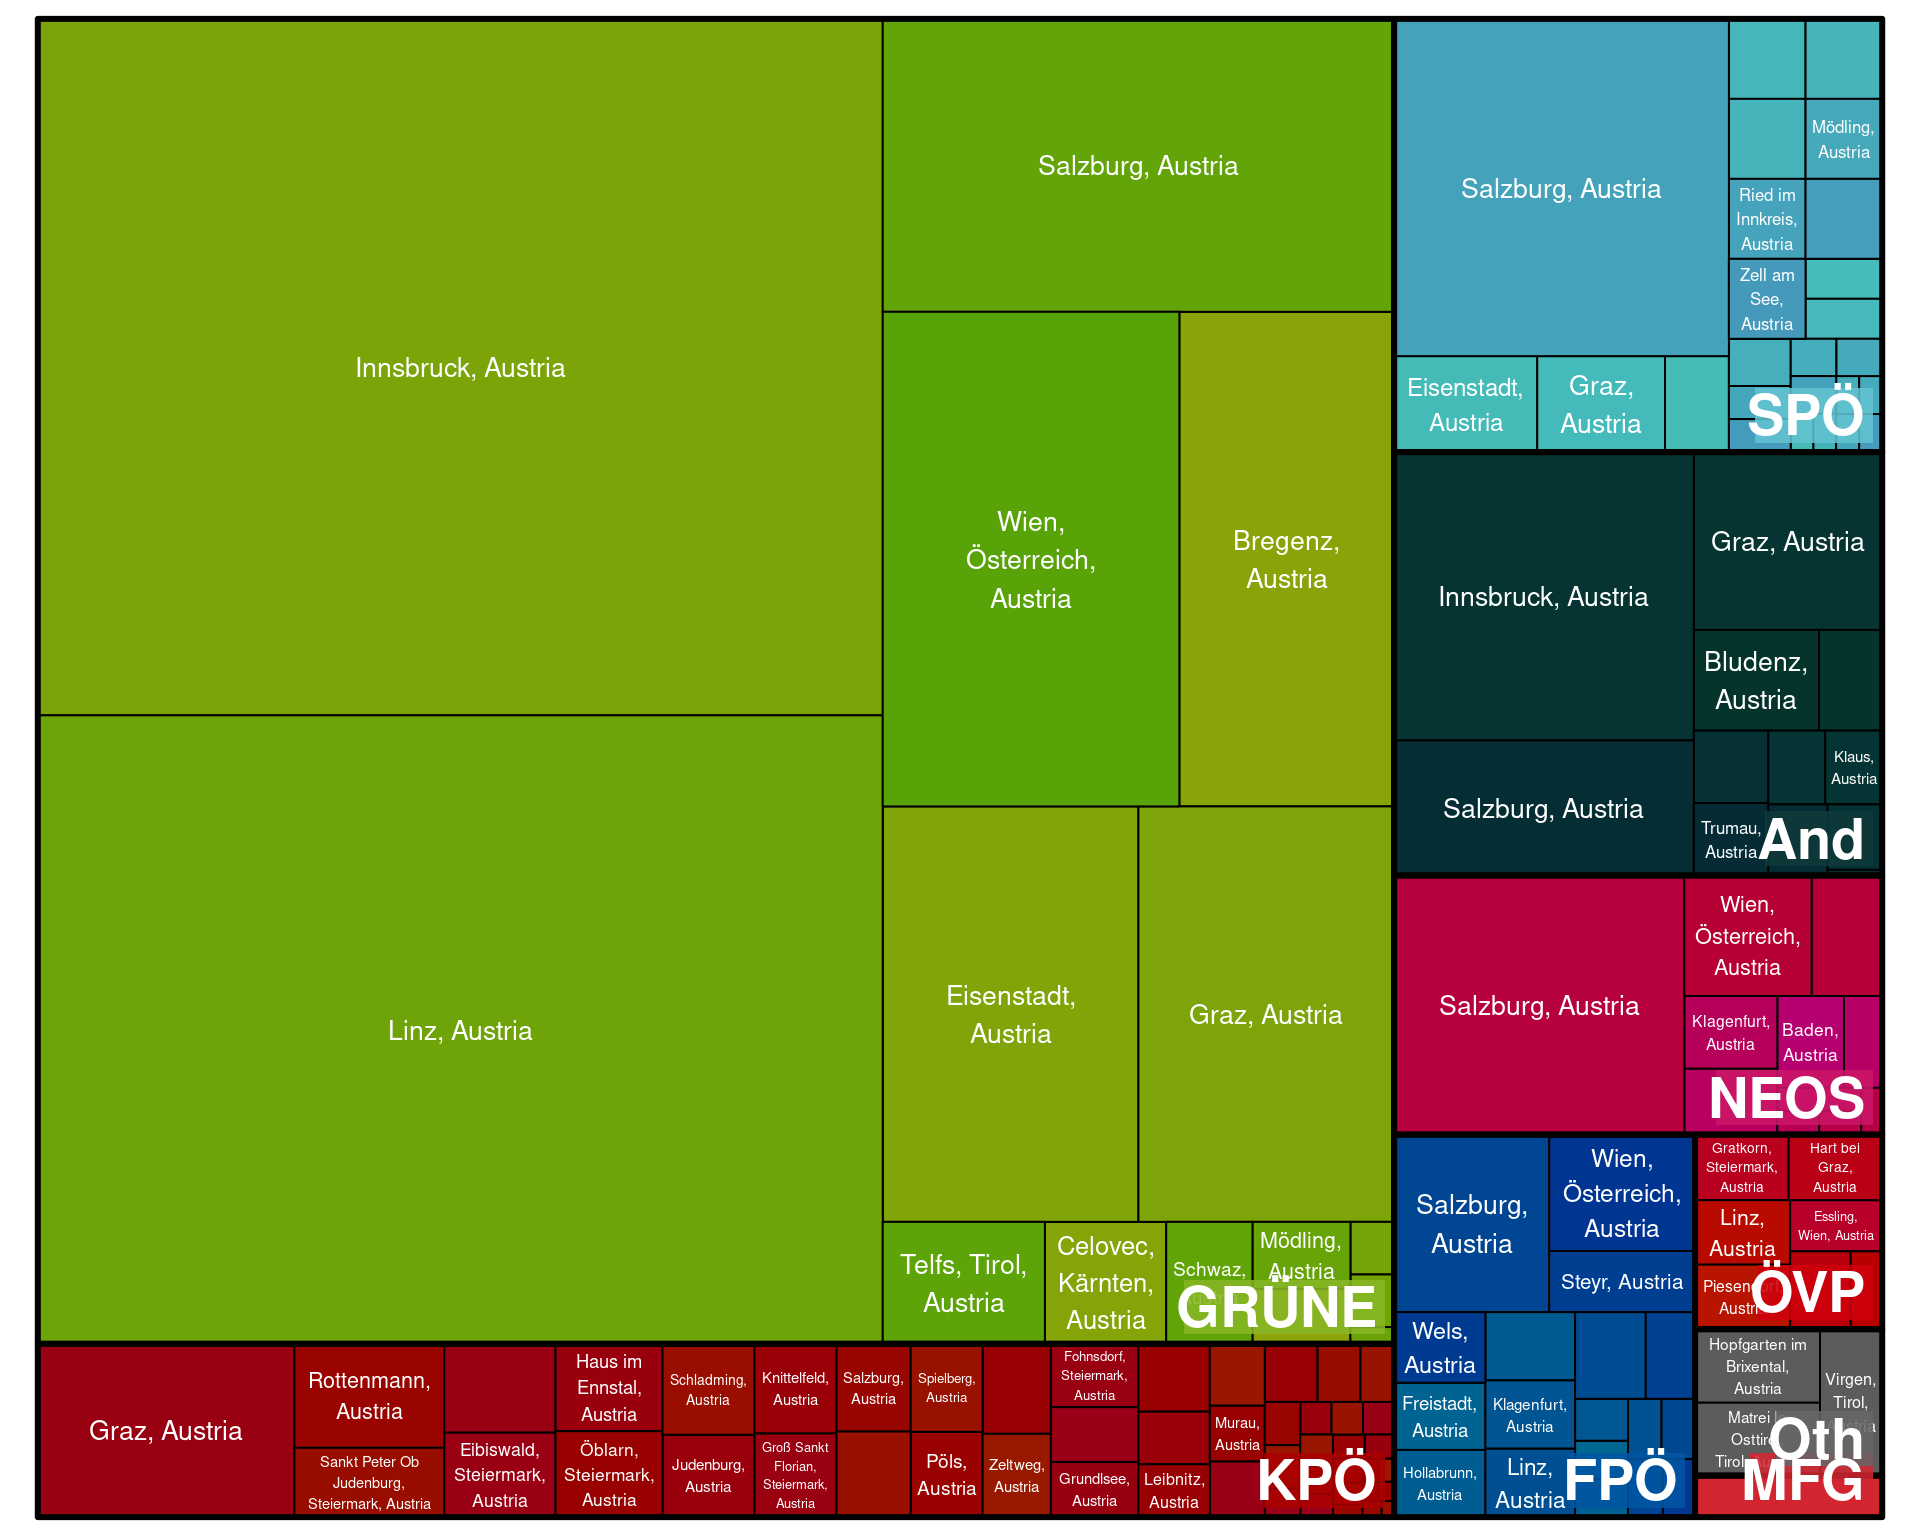 Innsbruck, Austria
Linz, Austria
Salzburg, Austria
Wien,
Österreich,
Austria
Bregenz,
Austria
Eisenstadt,
Austria
Graz, Austria
Telfs, Tirol,
Austria
Celovec,
Kärnten,
Austria
Schwaz,
Mödling,
Austria
GRÜNE
Graz, Austria
Rottenmann,
Austria
Sankt Peter Ob
Judenburg,
Steiermark, Austria
Eibiswald,
Steiermark,
Austria
Haus im
Ennstal,
Austria
Öblarn,
Steiermark,
Austria
Schladming,
Austria
Judenburg,
Austria
Knittelfeld,
Austria
Groß Sankt
Florian,
Steiermark,
Austria
Salzburg,
Austria
Spielberg,
Austria
Pöls,
Austria
Zeltweg,
Austria
Fohnsdorf,
Steiermark,
Austria
Grundlsee,
Austria
Leibnitz,
Austria
Murau,
Austria
KPÖ
Salzburg, Austria
Eisenstadt,
Austria
Graz,
Austria
Mödling,
Austria
Ried im
Innkreis,
Austria
Zell am
See,
Austria
SPÖ
Innsbruck, Austria
Salzburg, Austria
Graz, Austria
Bludenz,
Austria
Klaus,
Austria
Trumau,
Austria
And
Salzburg, Austria
Wien,
Österreich,
Austria
Klagenfurt,
Austria
Baden,
Austria
NEOS
Salzburg,
Austria
Wien,
Österreich,
Austria
Steyr, Austria
Wels,
Austria
Freistadt,
Austria
Hollabrunn,
Austria
Klagenfurt,
Austria
Linz,
Austria
FPÖ
Gratkorn,
Steiermark,
Austria
Hart bei
Graz,
Austria
Linz,
Austria
Essling,
Wien, Austria
ÖVP
Hopfgarten im
Brixental,
Austria
Virgen,
Tirol,
Austria
Matrei
Oth
MFG